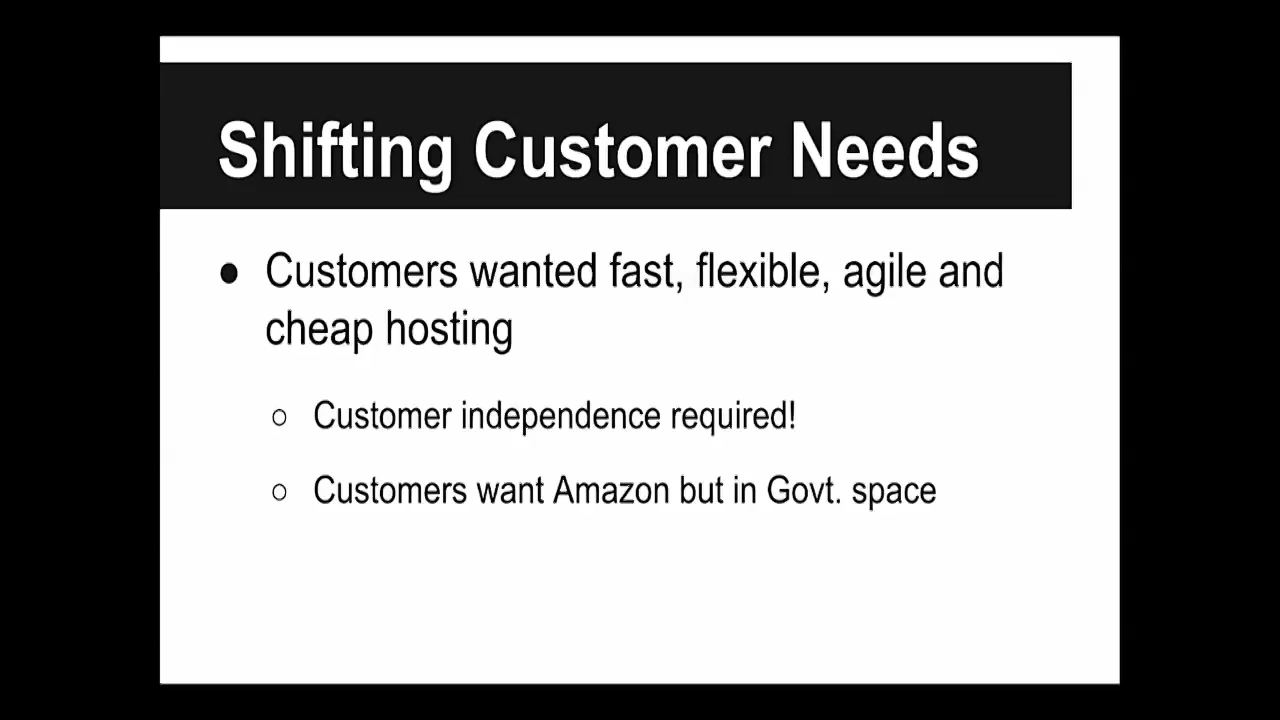 Shifting Customer Needs
● Customers wanted fast, flexible, agile and
cheap hosting
○ Customer independence required!
○ Customers want Amazon but in Govt. space